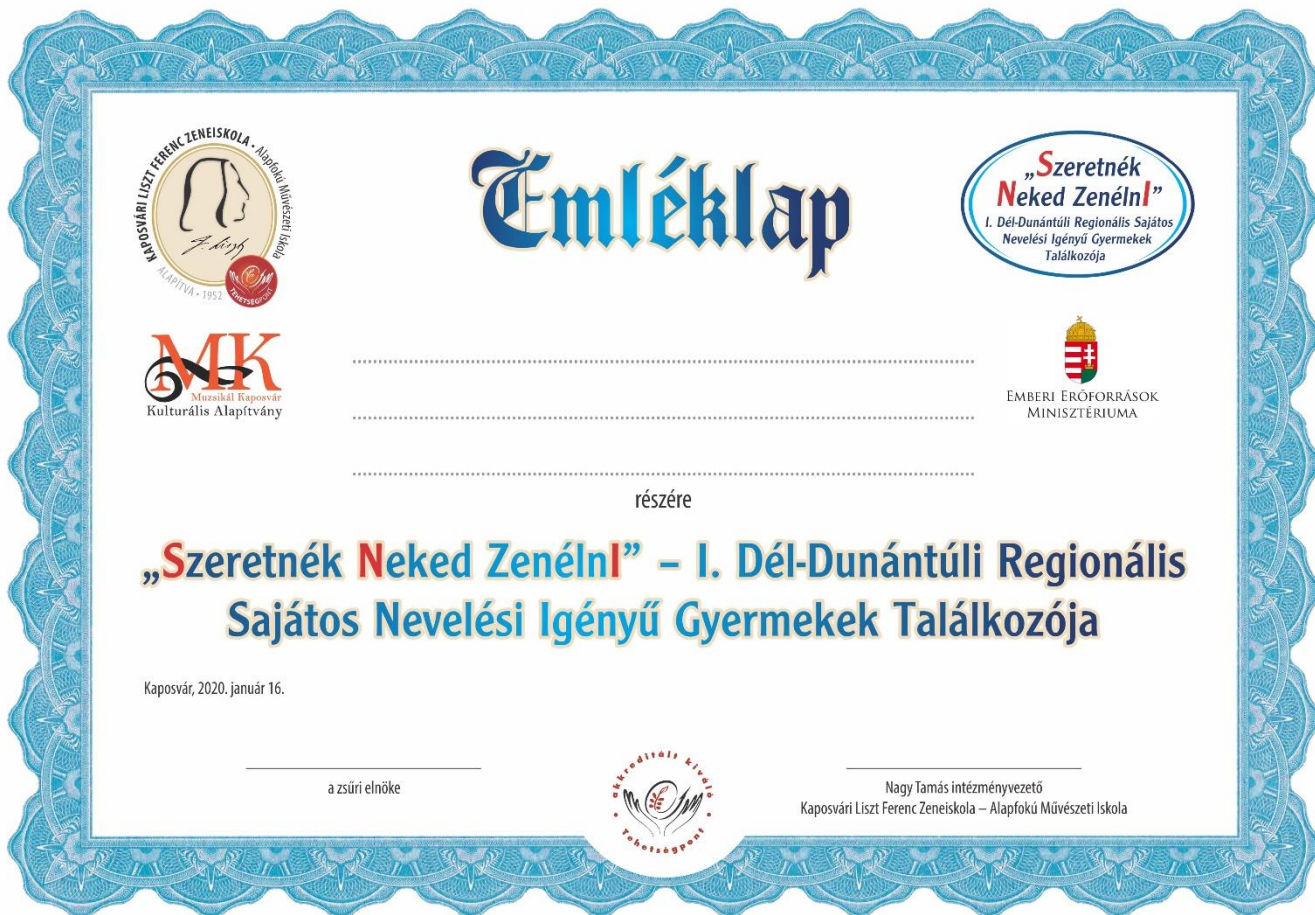 KAPOSVÁRI LISZT FERENC ZENEISKOLA • Alapfokú Művészeti Iskola
F. Liszt
ALAPÍTVA • 1952
TEHETSÉGPONT
Emléklap
„Szeretnék
Neked ZenélnI”
I. Dél-Dunántúli Regionális Sajátos
Nevelési Igényű Gyermekek
Találkozója
MK
Muzsikál Kaposvár
Kulturális Alapítvány
EMBERI ERŐFORRÁSOK
MINISZTÉRIUMA
részére
„Szeretnék Neked ZenélnI” – I. Dél-Dunántúli Regionális
Sajátos Nevelési Igényű Gyermekek Találkozója
Kaposvár, 2020. január 16.
a zsűri elnöke
akkreditált kiváló
• Tehetségpont •
Nagy Tamás intézményvezető
Kaposvári Liszt Ferenc Zeneiskola – Alapfokú Művészeti Iskola